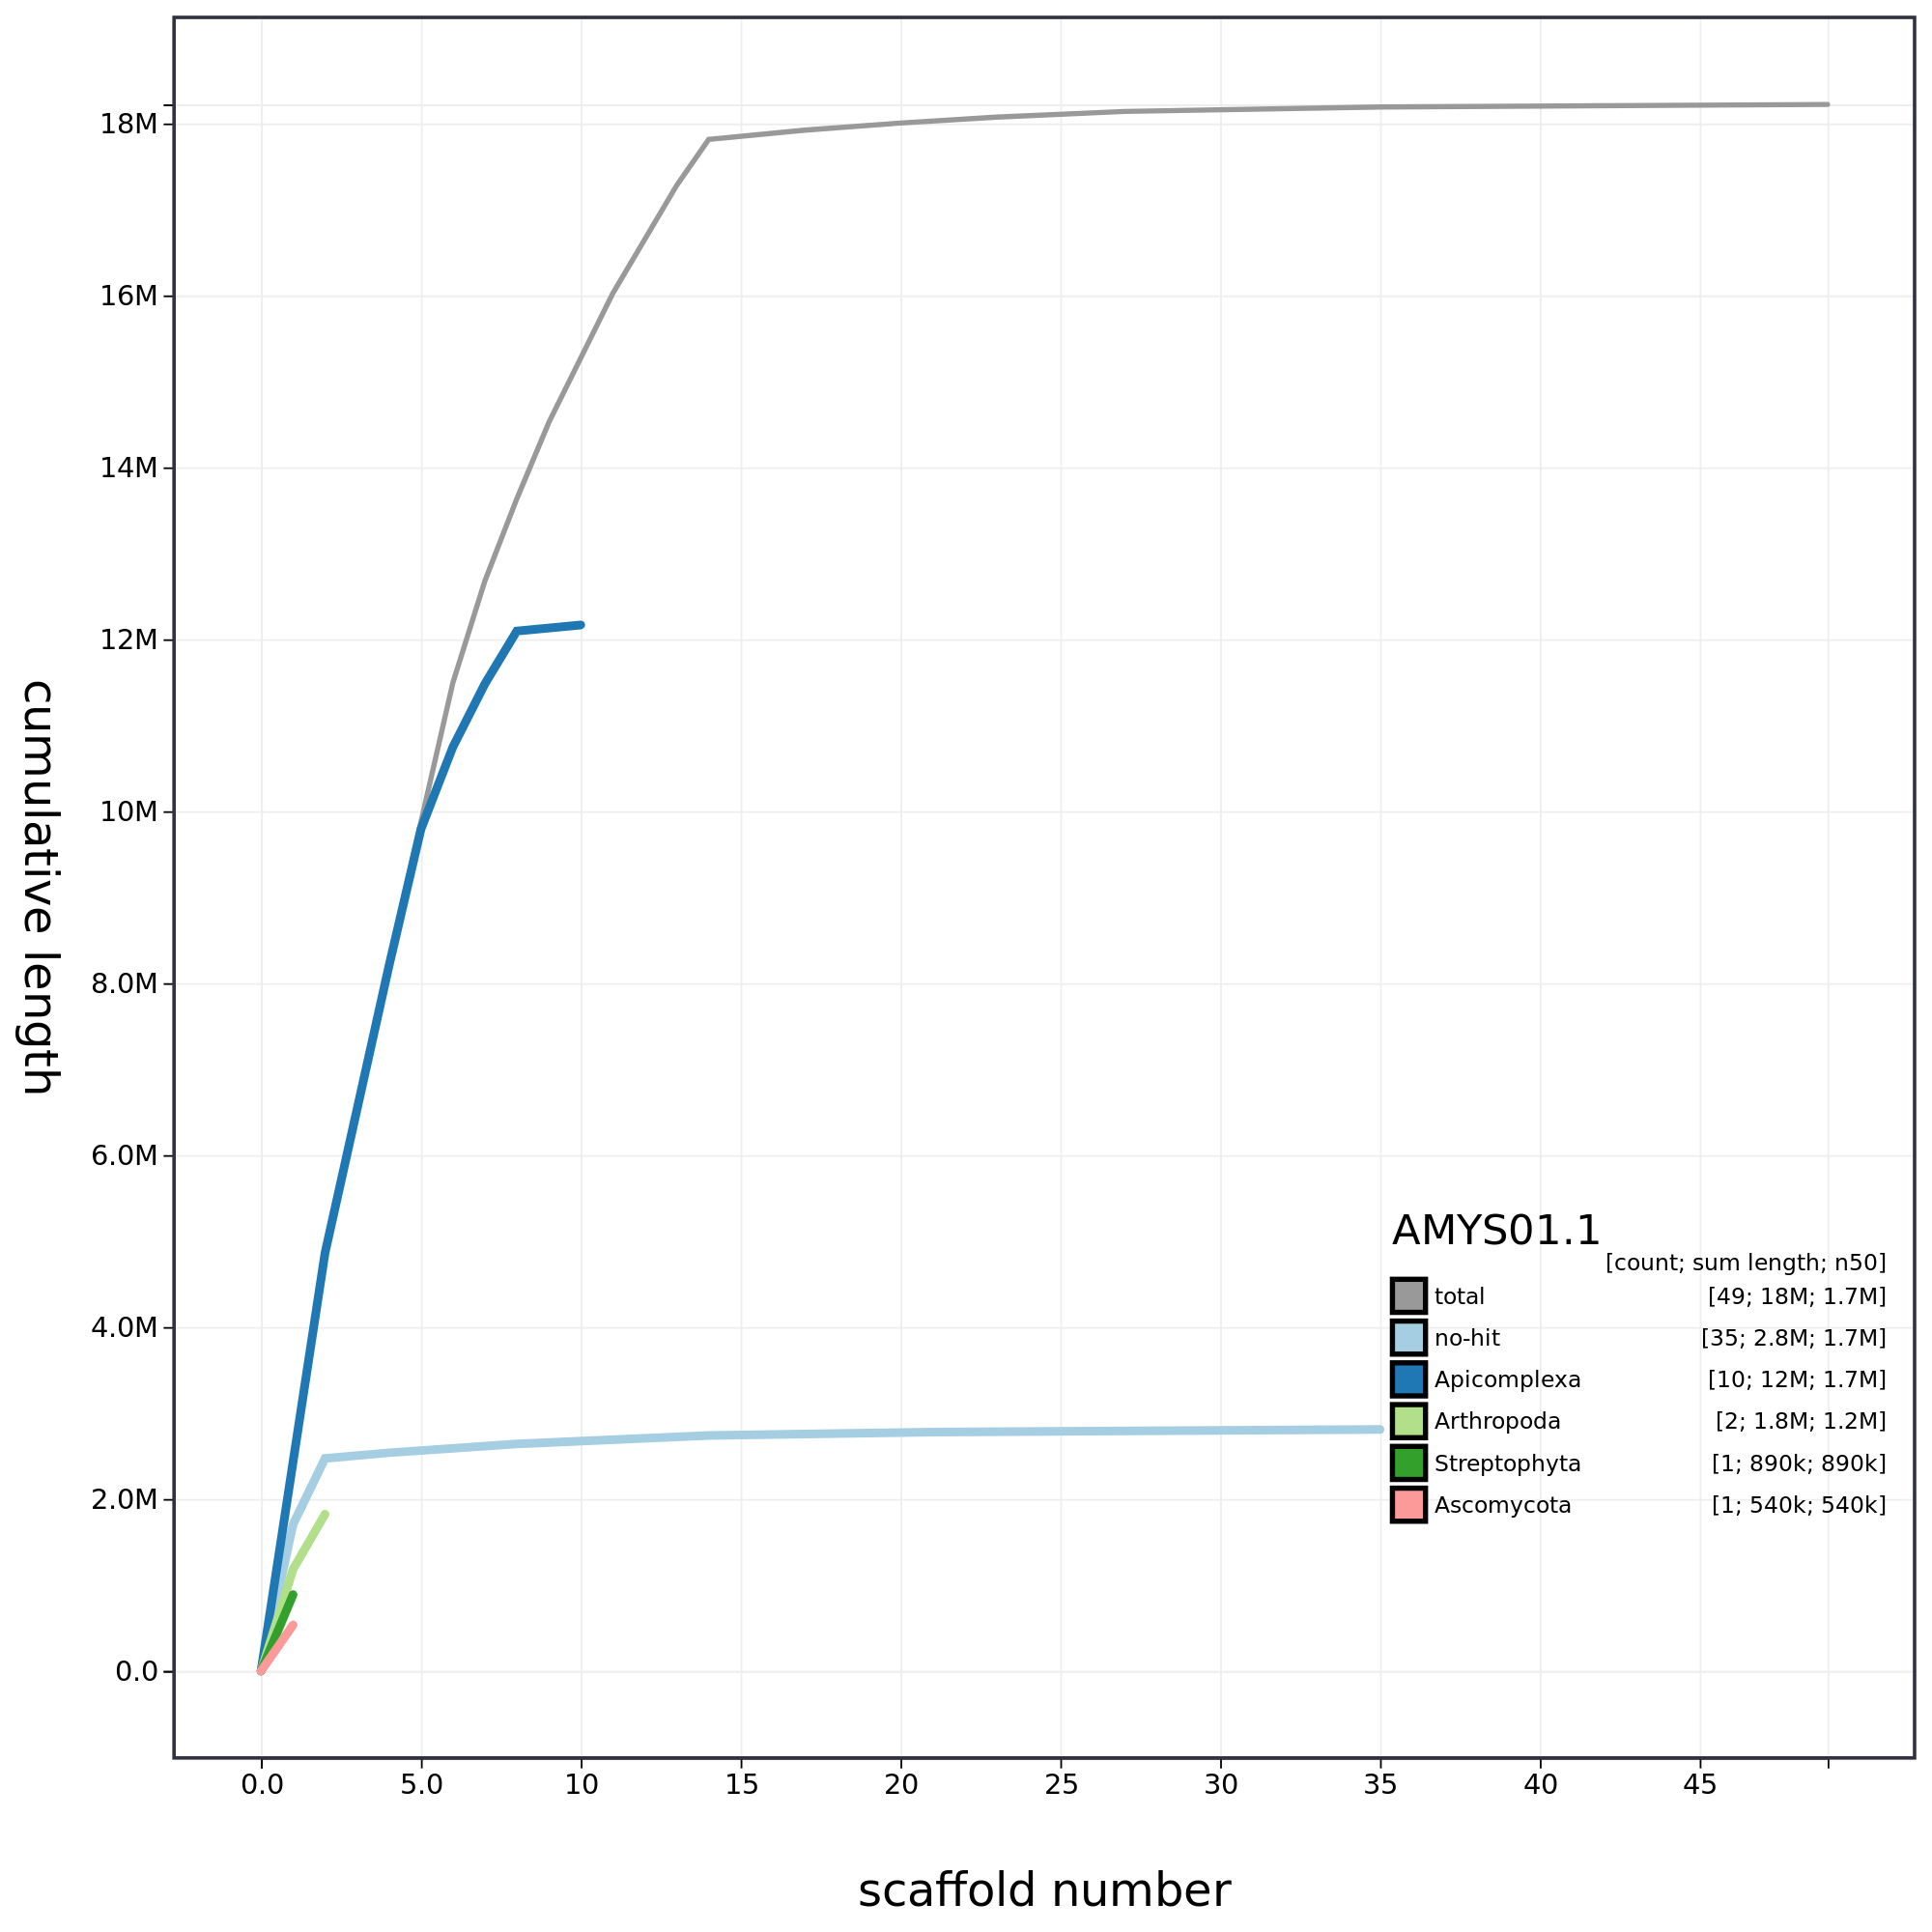 18M
16M
14M
12M
10M
8.0M
6.0M
4.0M
2.0M
0.0
cumulative length
AMYS01.1
[count; sum length; n50]
total [49; 18M; 1.7M]
no-hit [35; 2.8M; 1.7M]
Apicomplexa [10; 12M; 1.7M]
Arthropoda [2; 1.8M; 1.2M]
Streptophyta [1; 890k; 890k]
Ascomycota [1; 540k; 540k]
0.0 5.0 10 15 20 25 30 35 40 45
scaffold number